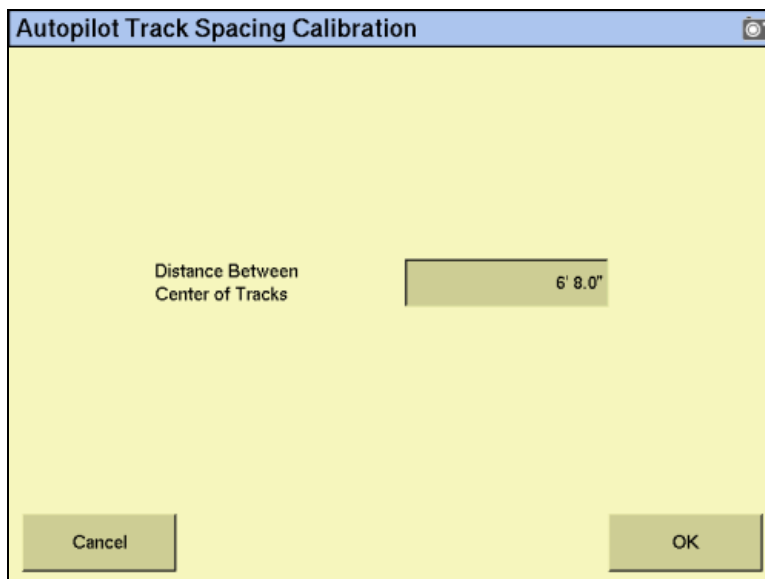 Autopilot Track Spacing Calibration
Distance Between
Center of Tracks
6' 8.0"
Cancel
OK